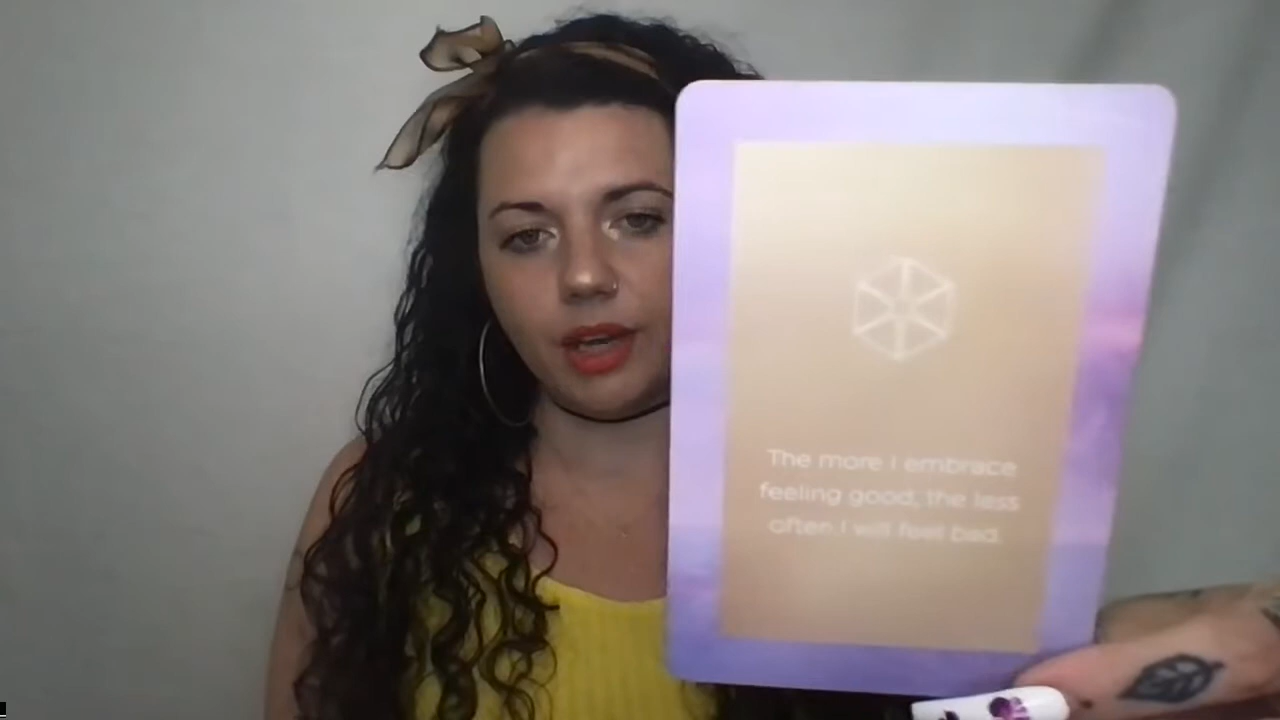 The more I embrace
feeling good, the less
often I will feel bad.